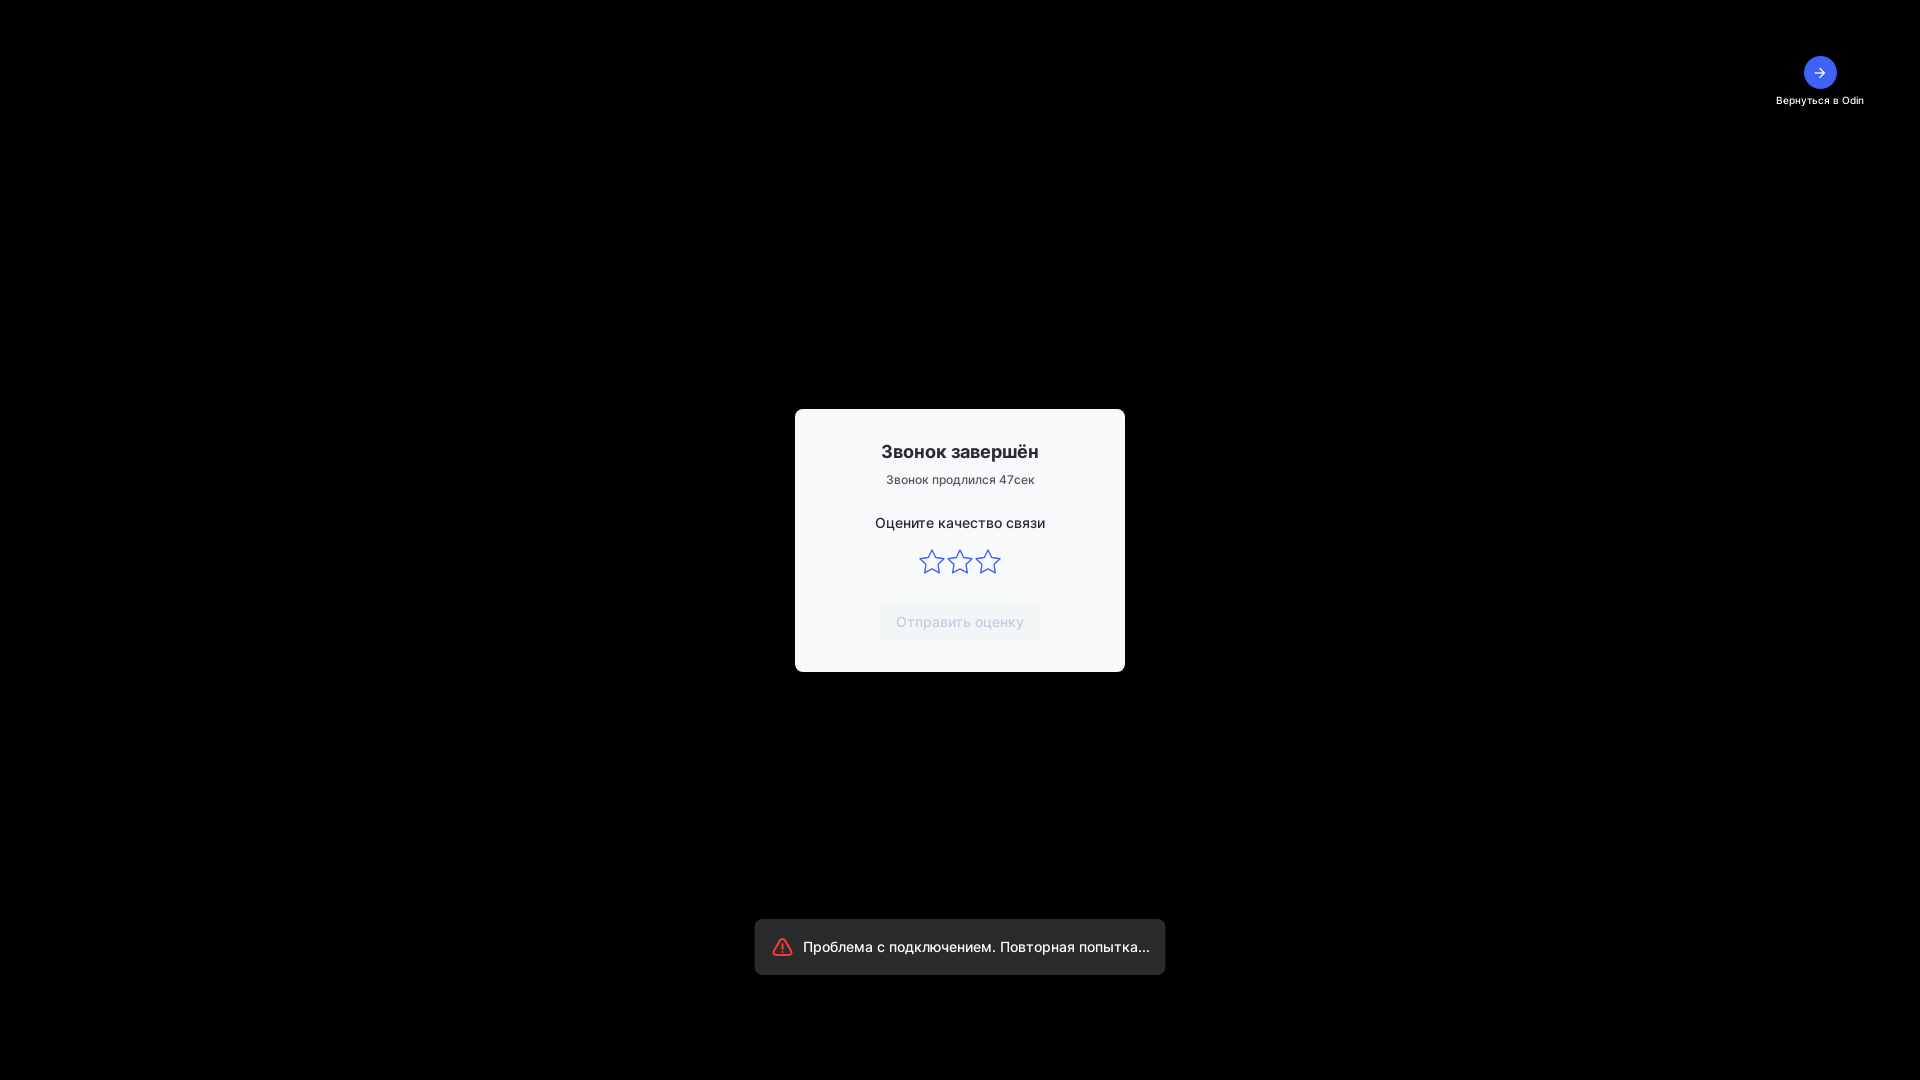 Вернуться в Odin
Звонок завершён
Звонок продлился 47сек
Оцените качество связи
Отправить оценку
Проблема с подключением. Повторная попытка...